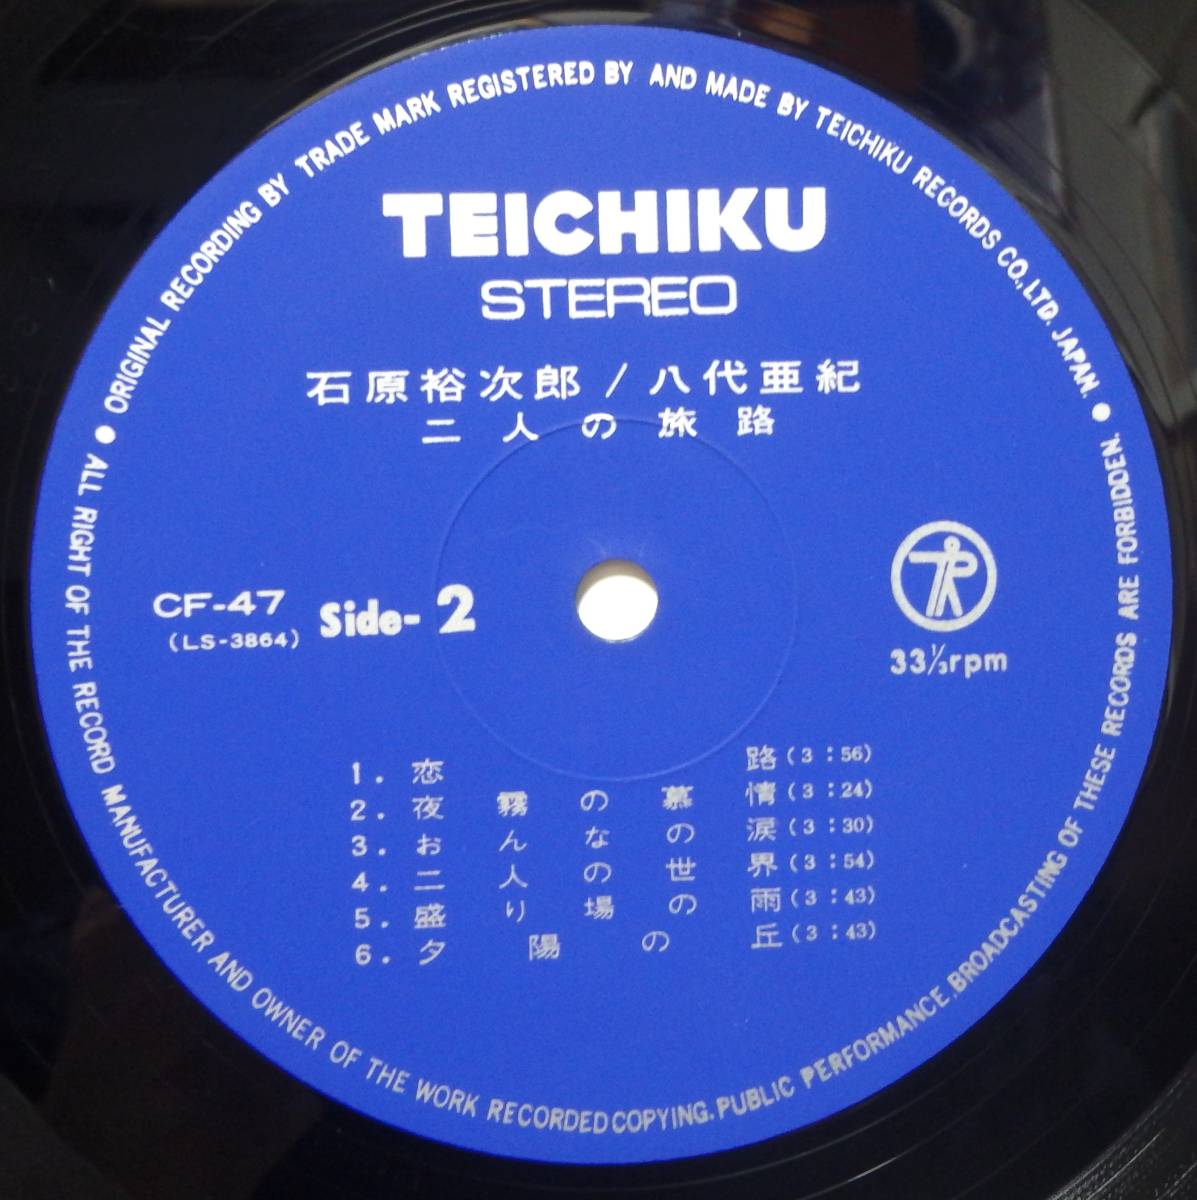 ORIGINAL RECORDING BY TRADE MARK REGISTERED BY AND MADE BY TEICHIKU RECORDS CO.,LTD. JAPAN.
TEICHIKU
STEREO
石原裕次郎/八代亜紀
二人の旅路
CF-47
(LS-3864)
Side-2
33⅓rpm
1. 恋路(3:56)
2. 夜霧の慕情(3:24)
3. おんなの涙(3:30)
4. 二人の世界(3:54)
5. 盛り場の雨(3:43)
6. 夕陽の丘(3:43)
ALL RIGHT OF THE RECORD MANUFACTURER AND OWNER OF THE WORK RECORDED COPYING. PUBLIC PERFORMANCE. BROADCASTING OF THESE RECORDS ARE FORBIDDEN.